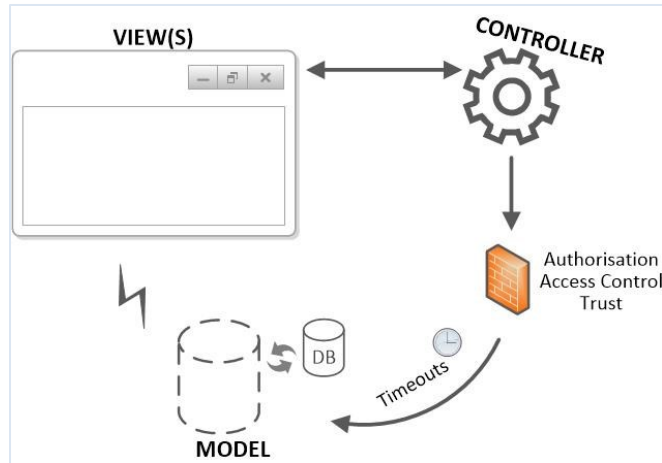 VIEW(S)
CONTROLLER
Authorisation
Access Control
Trust
Timeouts
DB
MODEL